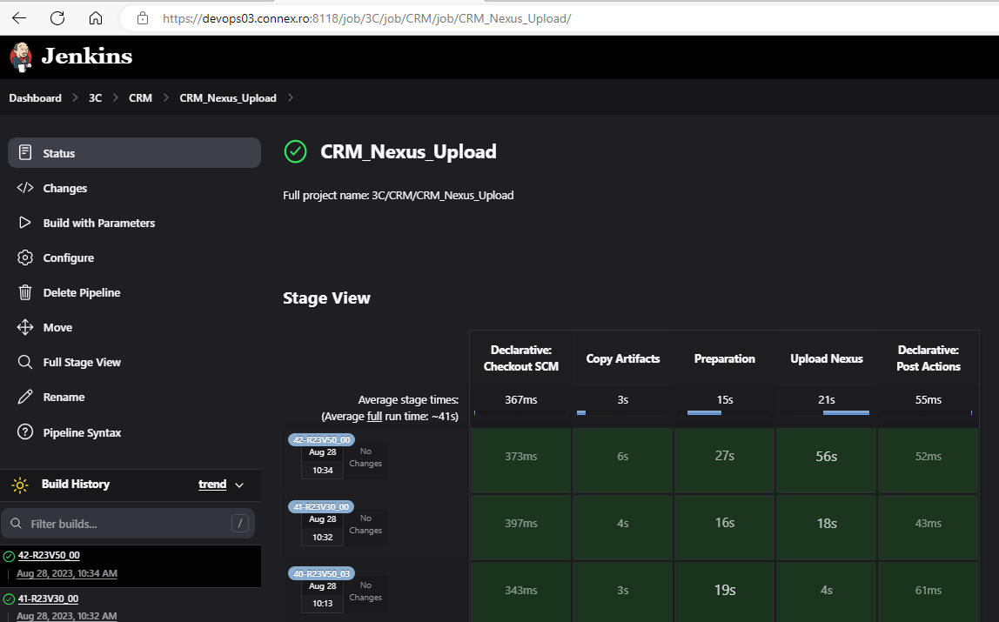 https://devops03.connex.ro:8118/job/3C/job/CRM/job/CRM_Nexus_Upload/
Jenkins
Dashboard > 3C > CRM > CRM_Nexus_Upload >
Status
Changes
Build with Parameters
Configure
Delete Pipeline
Move
Full Stage View
Rename
Pipeline Syntax
Build History trend
Filter builds... /
42-R23V50_00
Aug 28, 2023, 10:34 AM
41-R23V30_00
Aug 28, 2023, 10:32 AM
CRM_Nexus_Upload
Full project name: 3C/CRM/CRM_Nexus_Upload
Stage View
Declarative: Checkout SCM
Copy Artifacts
Preparation
Upload Nexus
Declarative: Post Actions
Average stage times:
(Average full run time: ~41s)
367ms 3s 15s 21s 55ms
42-R23V50_00
Aug 28
10:34
No Changes
373ms 6s 27s 56s 52ms
41-R23V30_00
Aug 28
10:32
No Changes
397ms 4s 16s 18s 43ms
40-R23V50_03
Aug 28
10:13
No Changes
343ms 3s 19s 4s 61ms